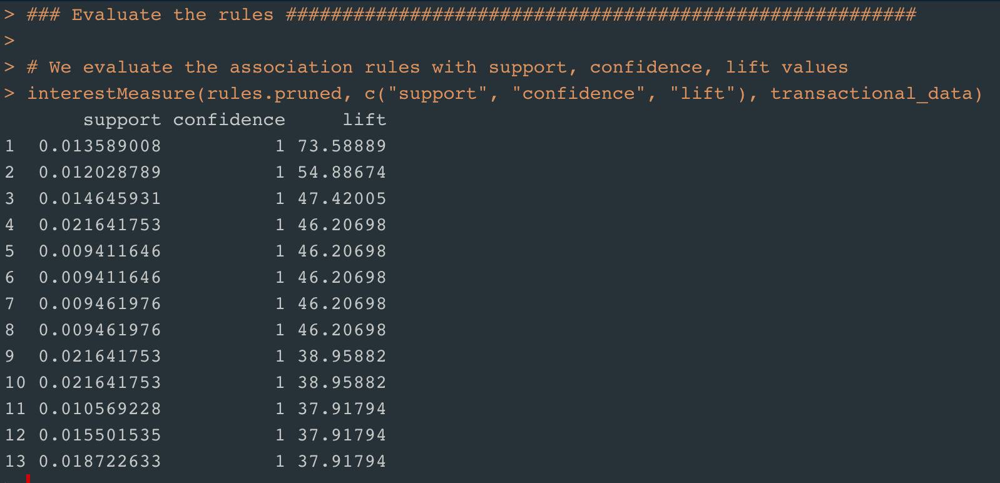 > ### Evaluate the rules ########################################################
>
> # We evaluate the association rules with support, confidence, lift values
> interestMeasure(rules.pruned, c("support", "confidence", "lift"), transactional_data)
       support confidence     lift
1  0.013589008          1 73.58889
2  0.012028789          1 54.88674
3  0.014645931          1 47.42005
4  0.021641753          1 46.20698
5  0.009411646          1 46.20698
6  0.009411646          1 46.20698
7  0.009461976          1 46.20698
8  0.009461976          1 46.20698
9  0.021641753          1 38.95882
10 0.021641753          1 38.95882
11 0.010569228          1 37.91794
12 0.015501535          1 37.91794
13 0.018722633          1 37.91794